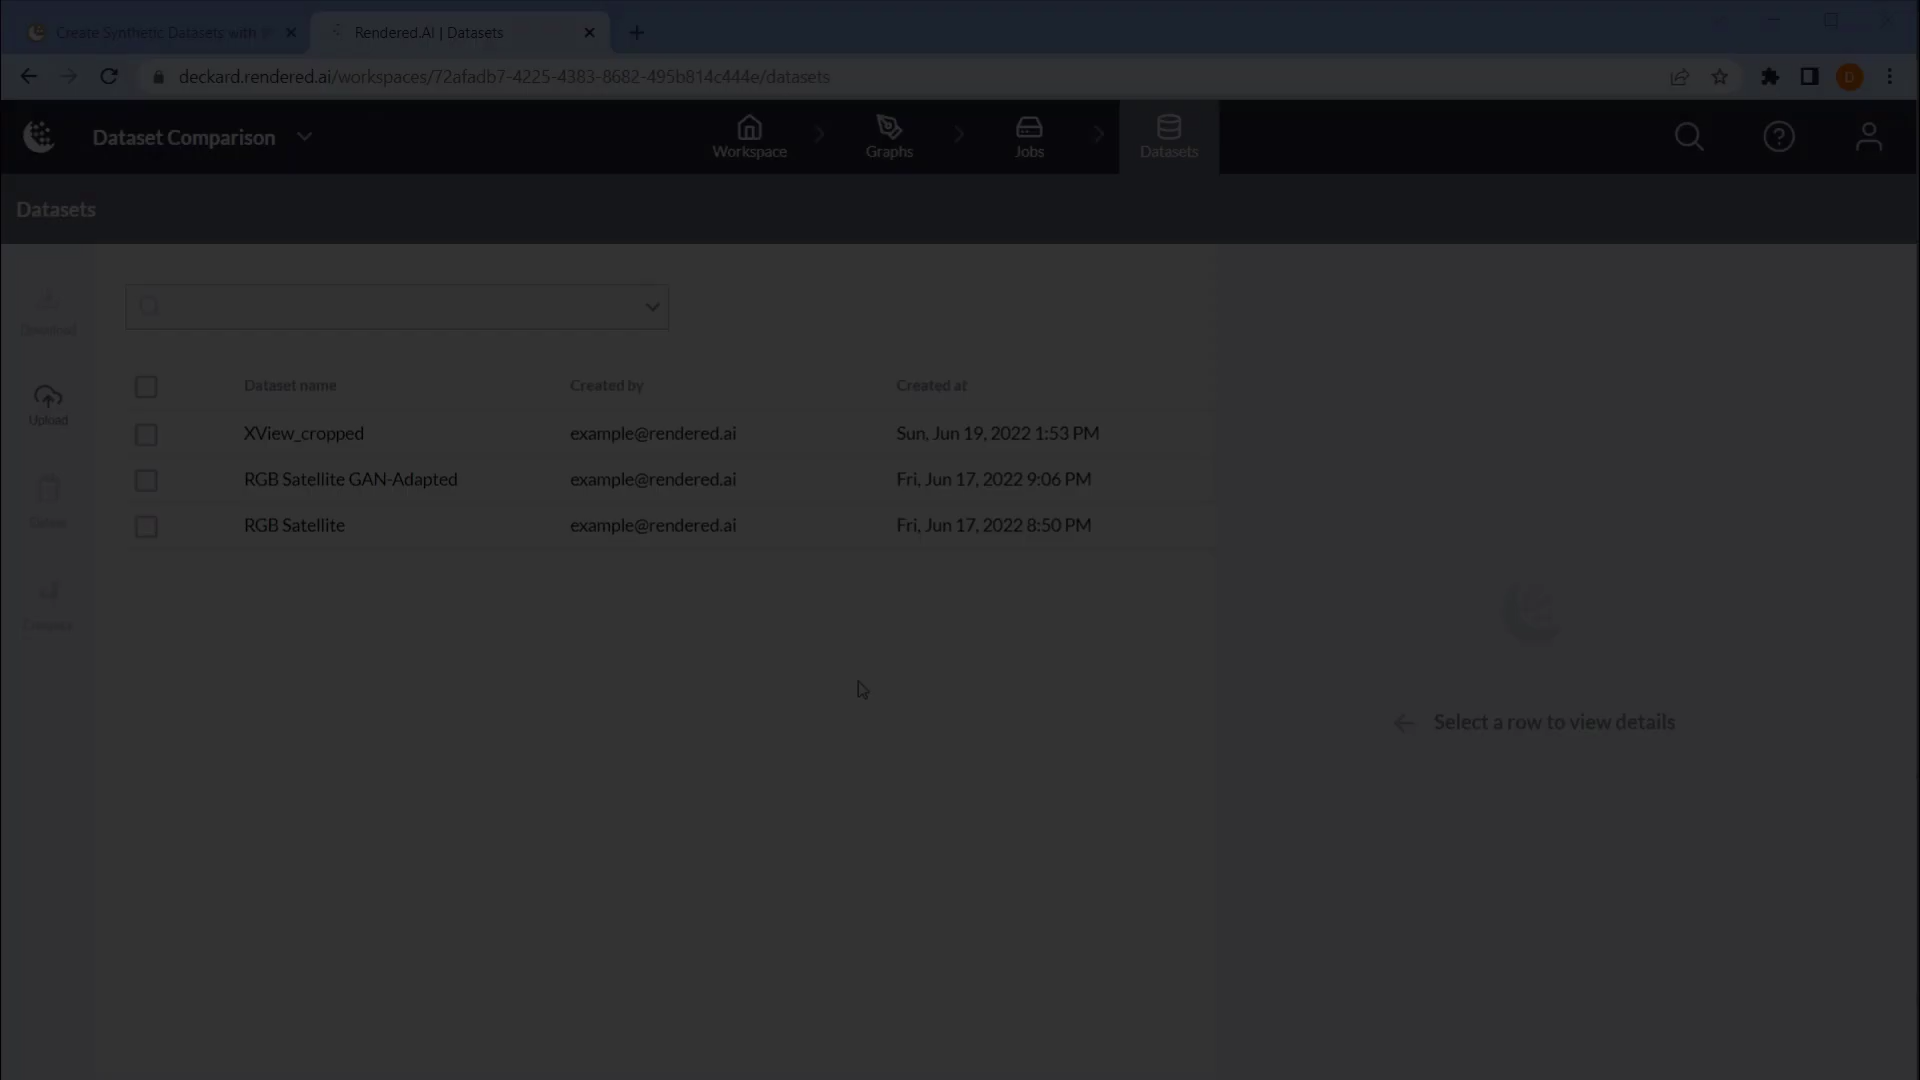 Create Synthetic Datasets with
Rendered.AI | Datasets
deckard.rendered.ai/workspaces/72afadb7-4225-4383-8682-495b814c444e/datasets
D
Dataset Comparison
Workspace
Graphs
Jobs
Datasets
Datasets
Download
Upload
Dataset name Created by Created at
XView_cropped example@rendered.ai Sun, Jun 19, 2022 1:53 PM
RGB Satellite GAN-Adapted example@rendered.ai Fri, Jun 17, 2022 9:06 PM
RGB Satellite example@rendered.ai Fri, Jun 17, 2022 8:50 PM
Select a row to view details